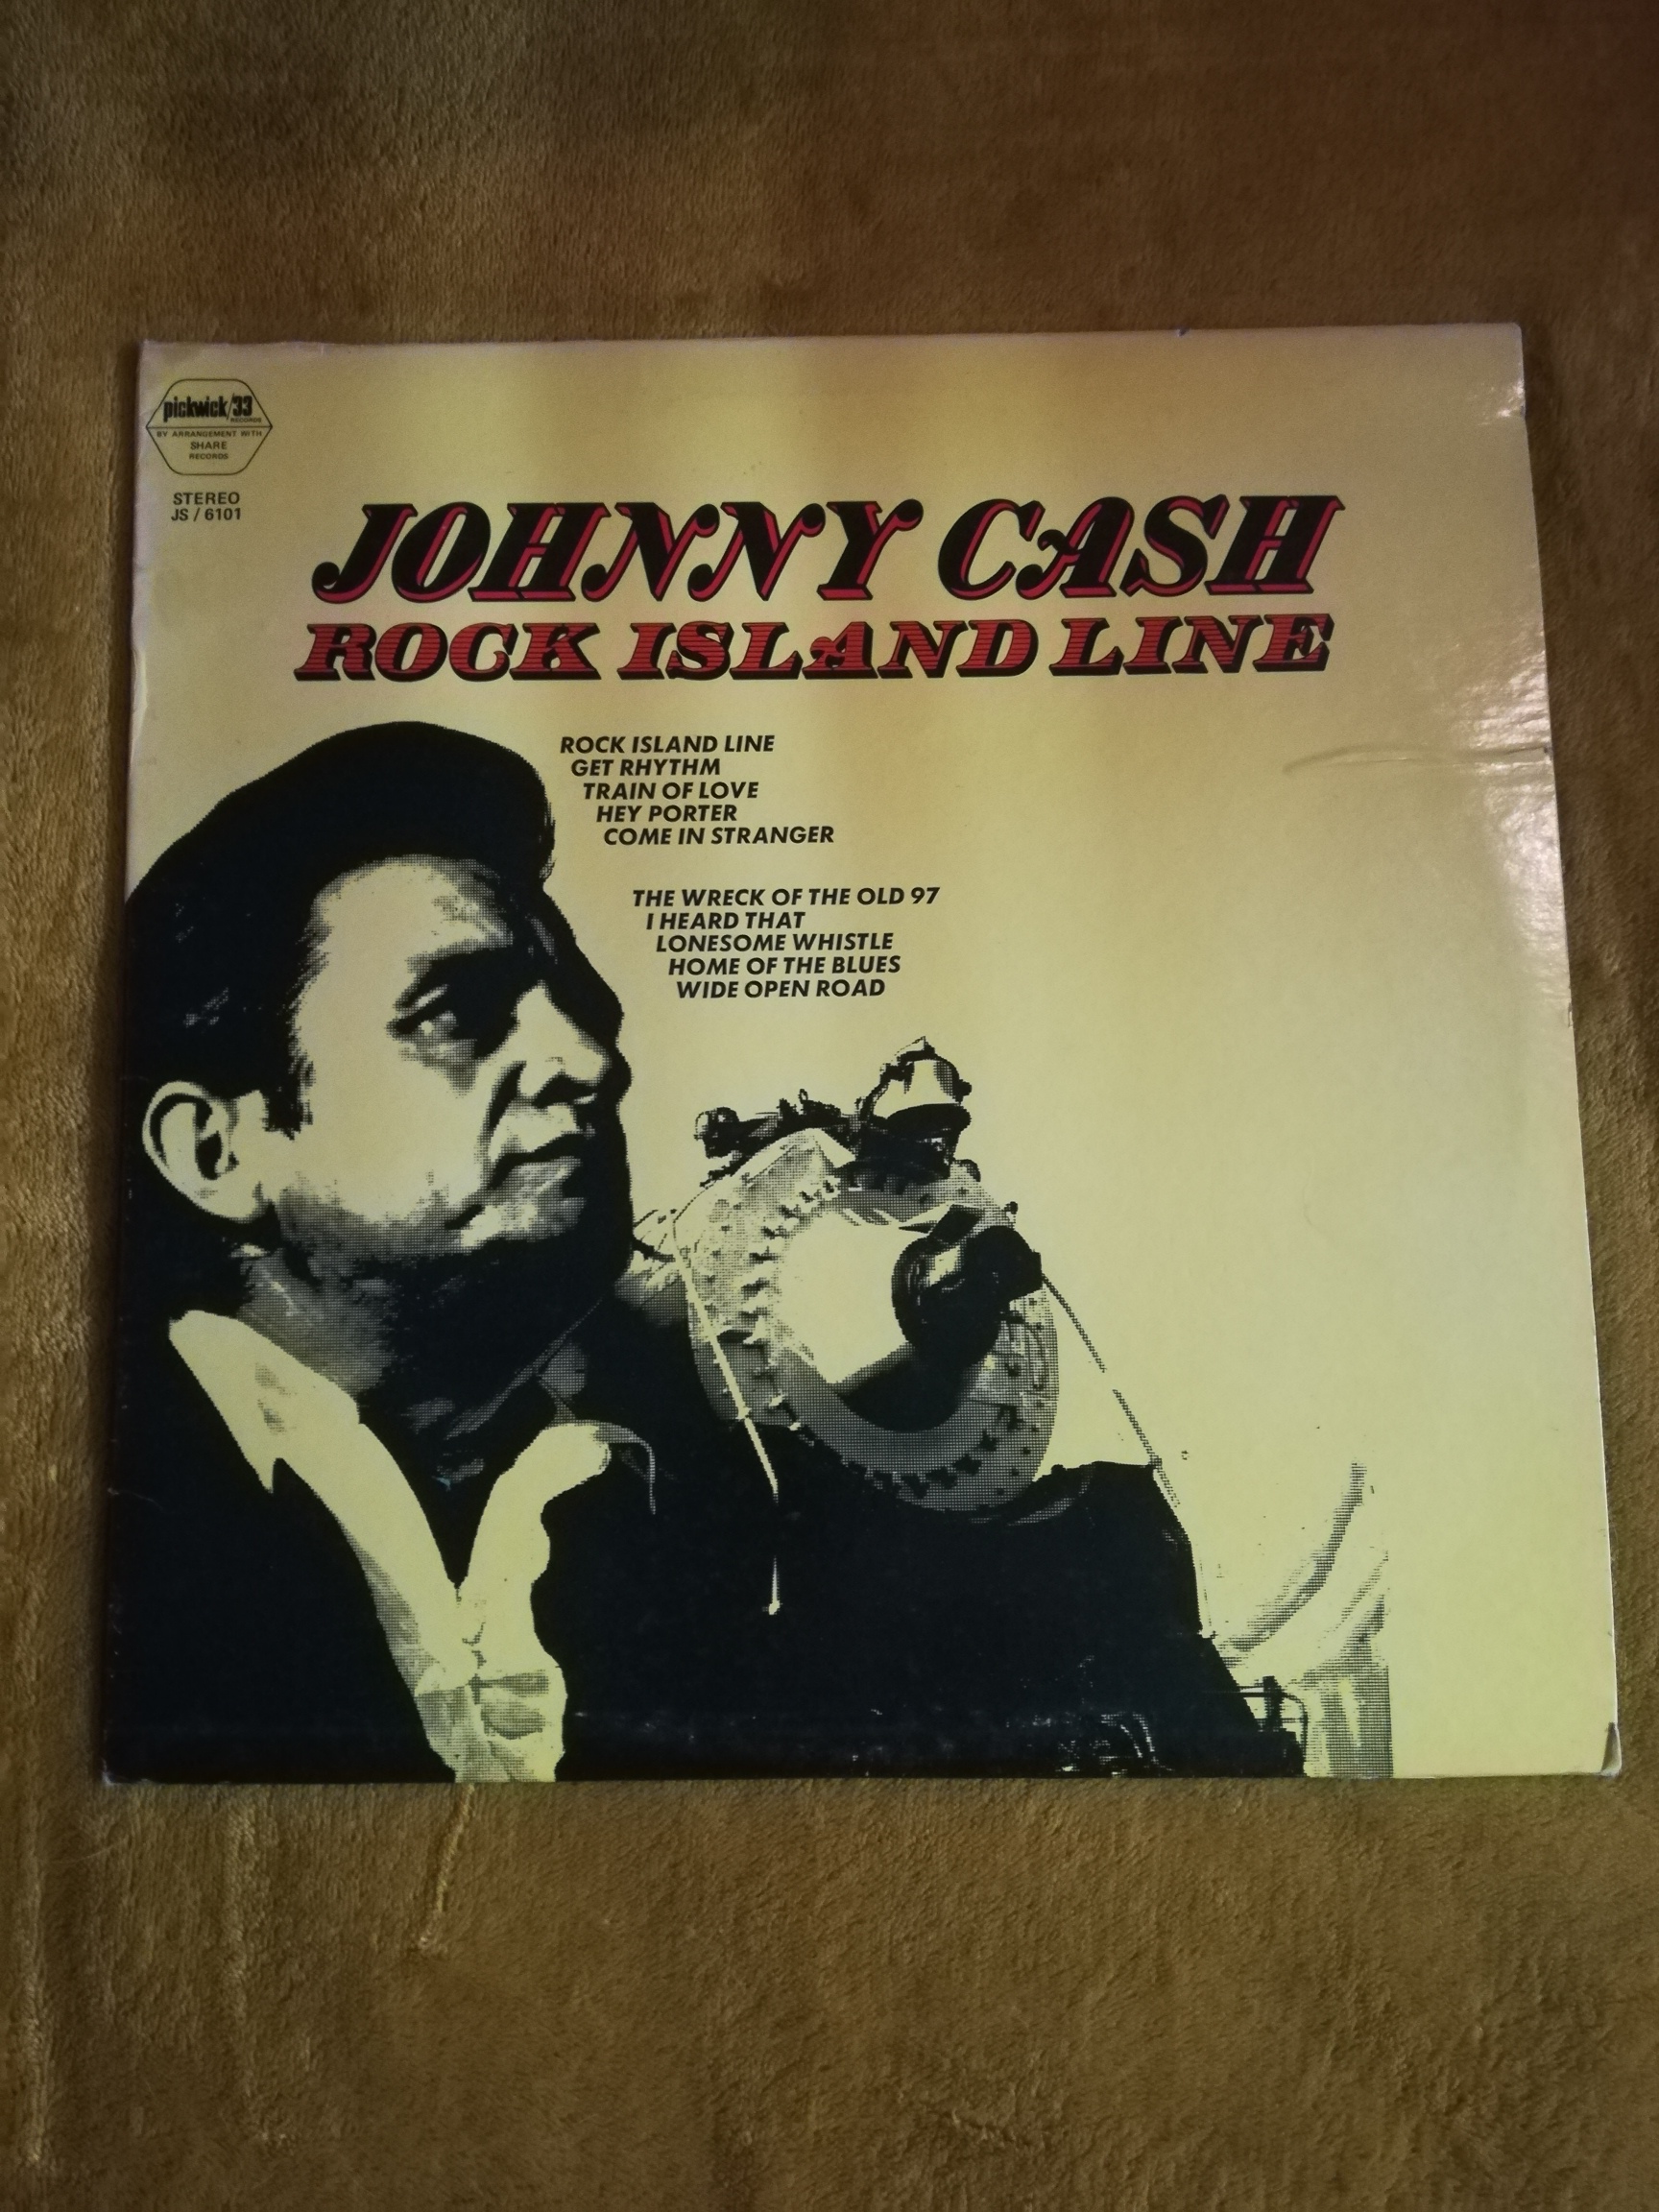 pickwick/33
RECORDS
BY ARRANGEMENT WITH
SHARE
RECORDS
STEREO
JS / 6101
JOHNNY CASH
ROCK ISLAND LINE
ROCK ISLAND LINE
GET RHYTHM
TRAIN OF LOVE
HEY PORTER
COME IN STRANGER
THE WRECK OF THE OLD 97
I HEARD THAT
LONESOME WHISTLE
HOME OF THE BLUES
WIDE OPEN ROAD